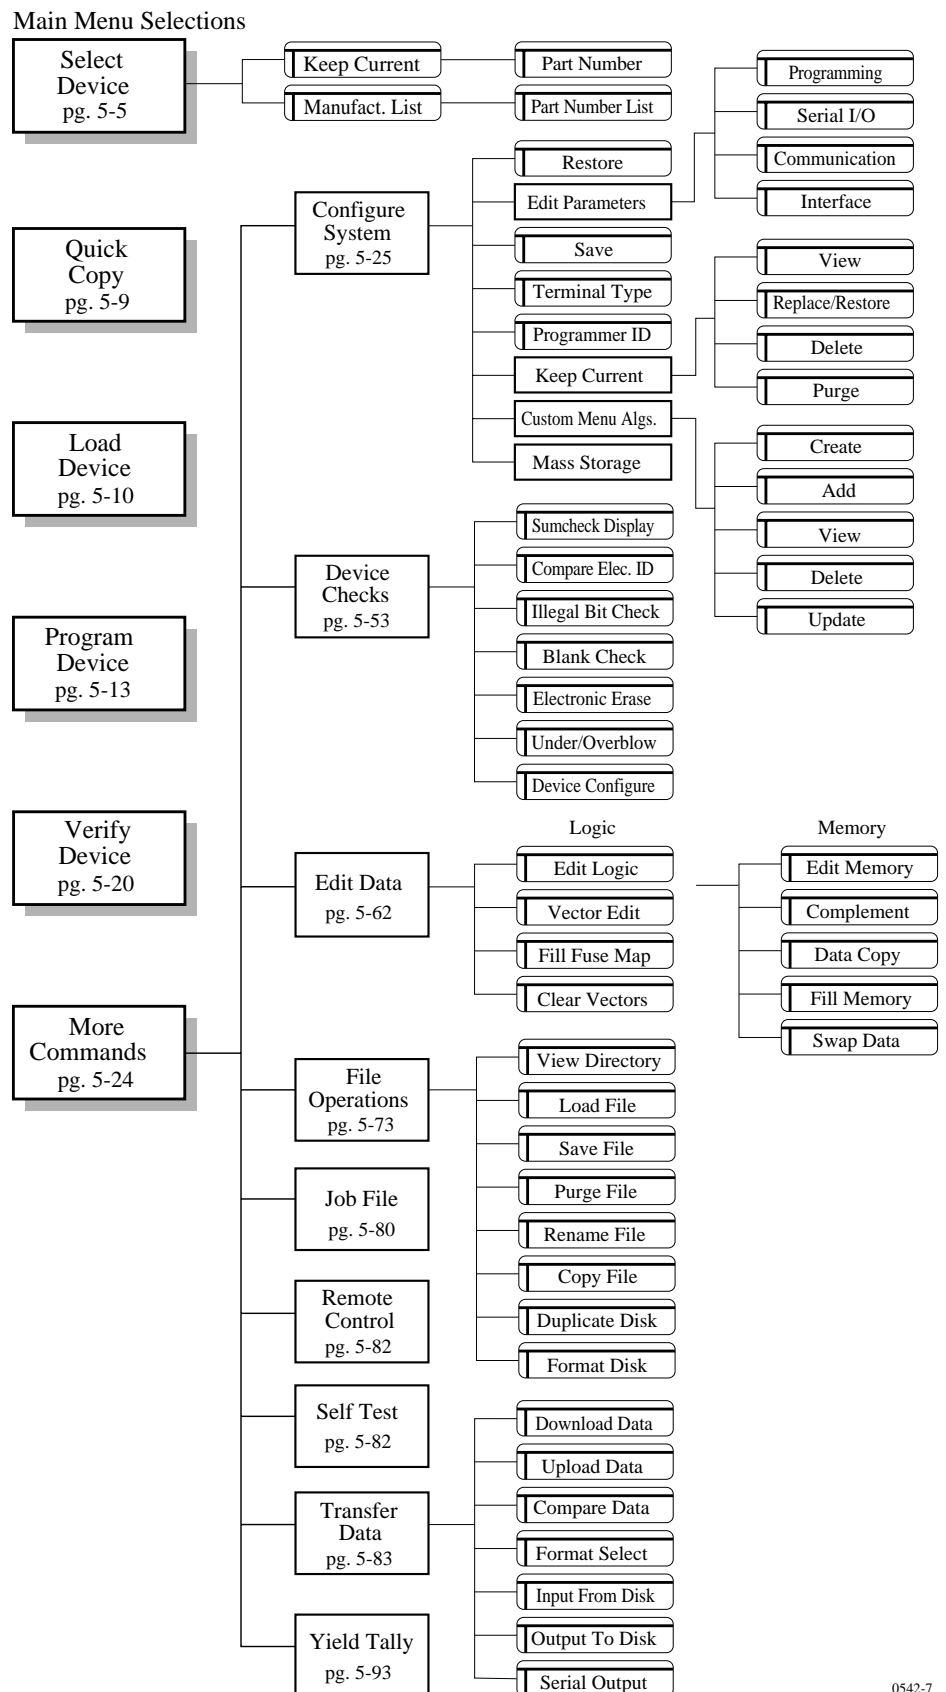 Main Menu Selections
Select
Device
pg. 5-5
Keep Current
Part Number
Manufact. List
Part Number List
Programming
Serial I/O
Communication
Interface
Quick
Copy
pg. 5-9
Configure
System
pg. 5-25
Restore
Edit Parameters
Save
Terminal Type
Programmer ID
Keep Current
Custom Menu Algs.
Mass Storage
View
Replace/Restore
Delete
Purge
Create
Add
View
Delete
Update
Load
Device
pg. 5-10
Device
Checks
pg. 5-53
Sumcheck Display
Compare Elec. ID
Illegal Bit Check
Blank Check
Electronic Erase
Under/Overblow
Device Configure
Program
Device
pg. 5-13
Verify
Device
pg. 5-20
Edit Data
pg. 5-62
Logic
Edit Logic
Vector Edit
Fill Fuse Map
Clear Vectors
Memory
Edit Memory
Complement
Data Copy
Fill Memory
Swap Data
More
Commands
pg. 5-24
File
Operations
pg. 5-73
View Directory
Load File
Save File
Purge File
Rename File
Copy File
Duplicate Disk
Format Disk
Job File
pg. 5-80
Remote
Control
pg. 5-82
Self Test
pg. 5-82
Transfer
Data
pg. 5-83
Download Data
Upload Data
Compare Data
Format Select
Input From Disk
Output To Disk
Serial Output
Yield Tally
pg. 5-93
0542-7